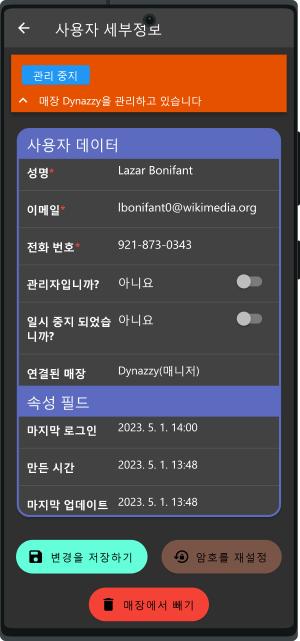 사용자 세부정보
관리 중지
매장 Dynazzy을 관리하고 있습니다
사용자 데이터
성명* Lazar Bonifant
이메일* lbonifant0@wikimedia.org
전화 번호* 921-873-0343
관리자입니까? 아니요
일시 중지 되었습 아니요
니까?
연결된 매장 Dynazzy(매니저)
속성 필드
마지막 로그인 2023. 5. 1. 14:00
만든 시간 2023. 5. 1. 13:48
마지막 업데이트 2023. 5. 1. 13:48
변경을 저장하기 암호를 재설정
매장에서 빼기